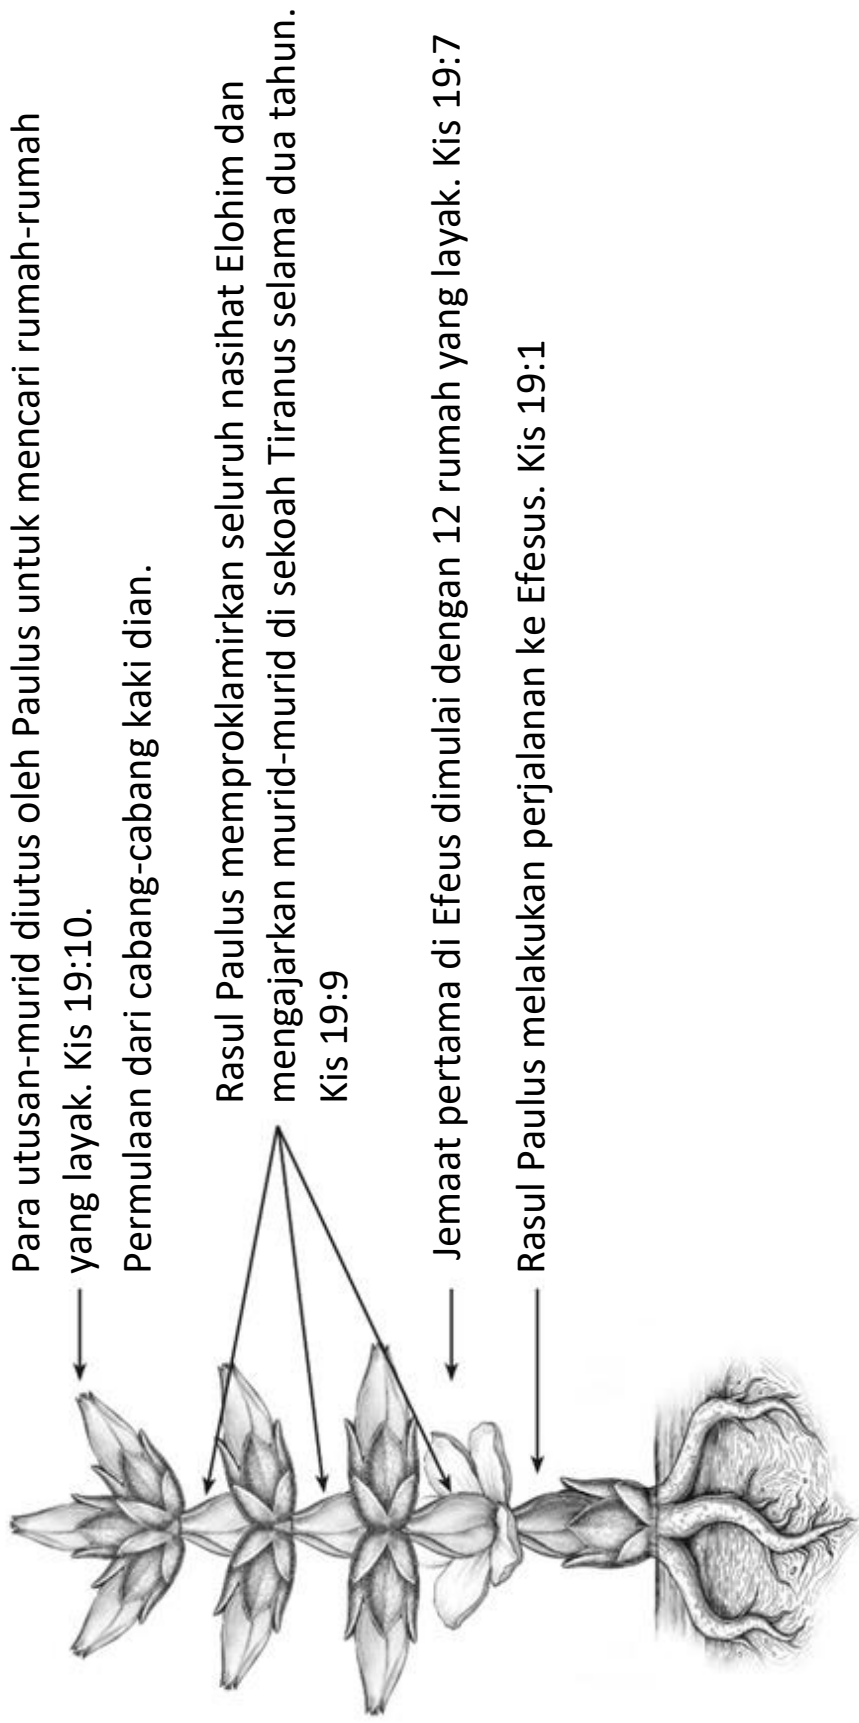 Para utusan-murid diutus oleh Paulus untuk mencari rumah-rumah
yang layak. Kis 19:10.
Permulaan dari cabang-cabang kaki dian.
Rasul Paulus memproklamirkan seluruh nasihat Elohim dan
mengajarkan murid-murid di sekoah Tiranus selama dua tahun.
Kis 19:9
Jemaat pertama di Efeus dimulai dengan 12 rumah yang layak. Kis 19:7
Rasul Paulus melakukan perjalanan ke Efesus. Kis 19:1